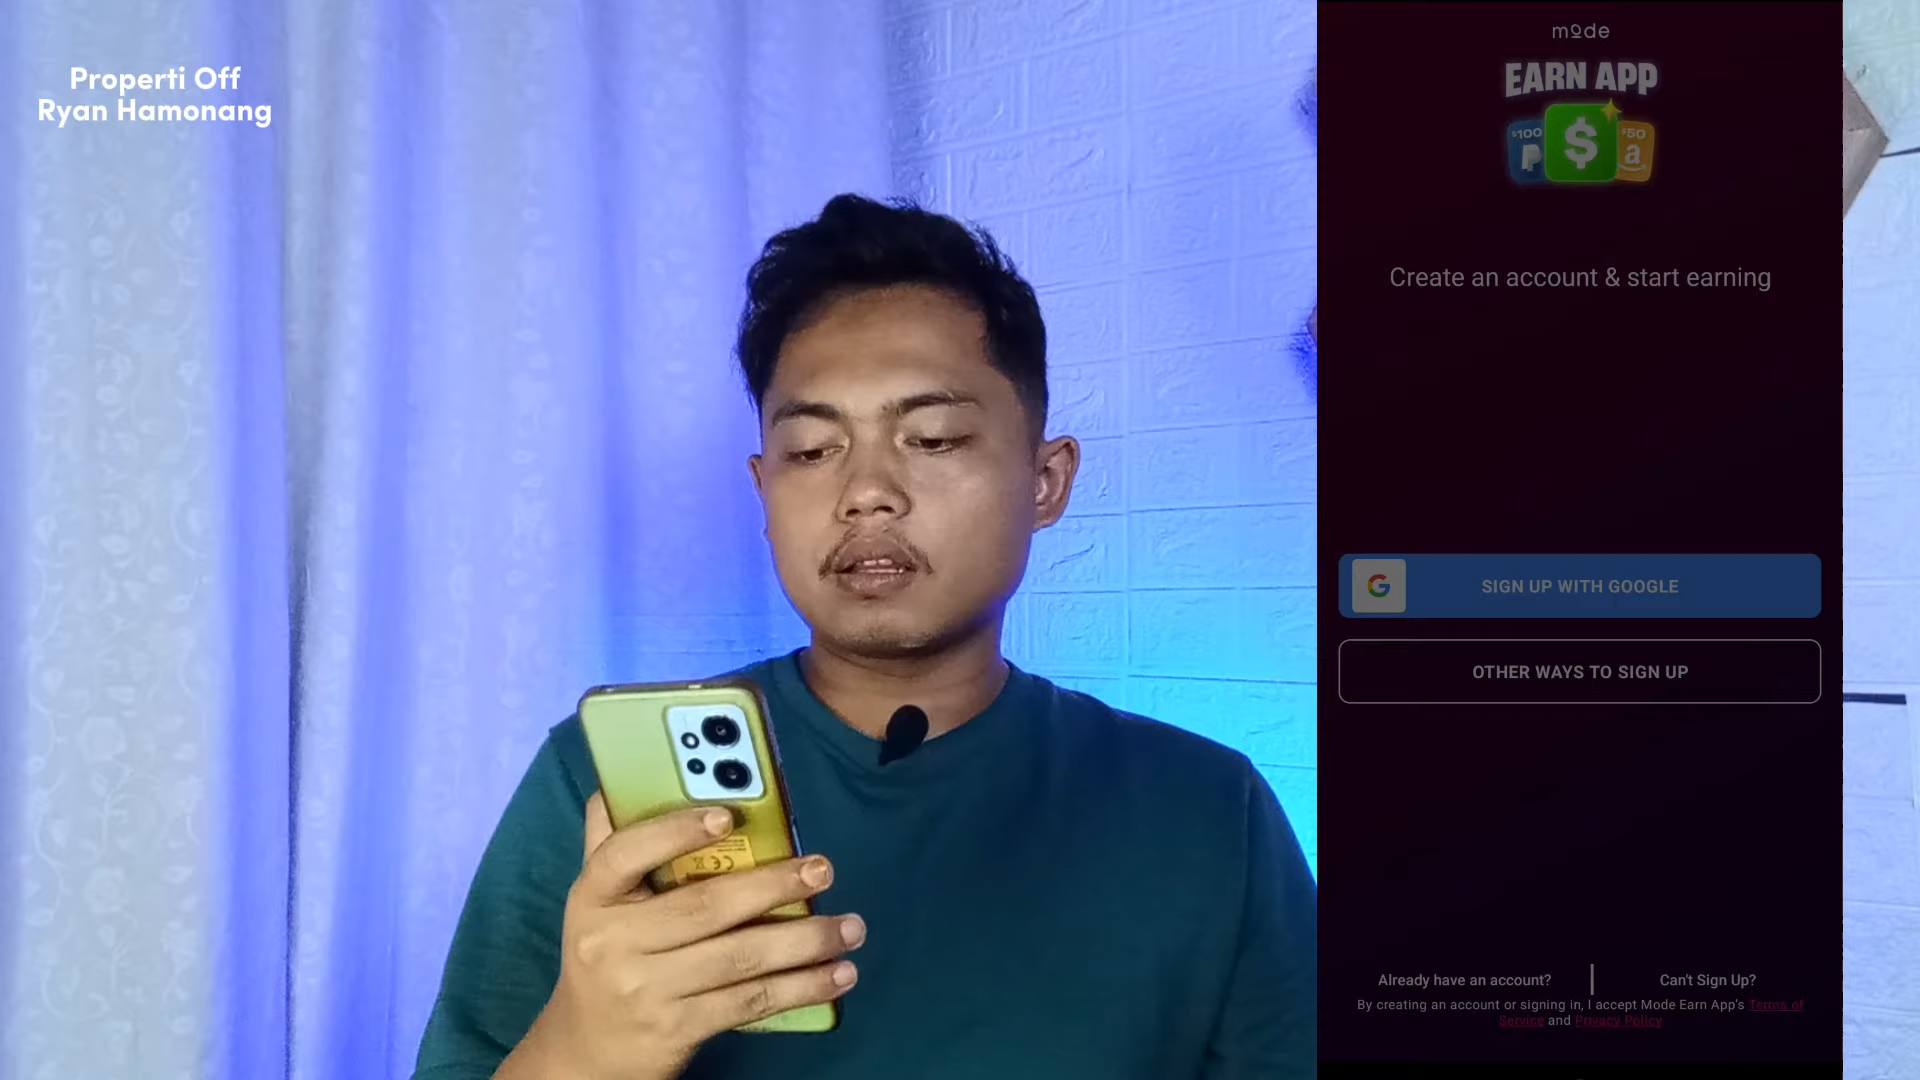 Properti Off
Ryan Hamonang
mode
EARN APP
$100
$
$50
a
Create an account & start earning
G
SIGN UP WITH GOOGLE
OTHER WAYS TO SIGN UP
Already have an account?
Can't Sign Up?
By creating an account or signing in, I accept Mode Earn App's Terms of
Service and Privacy Policy
CE